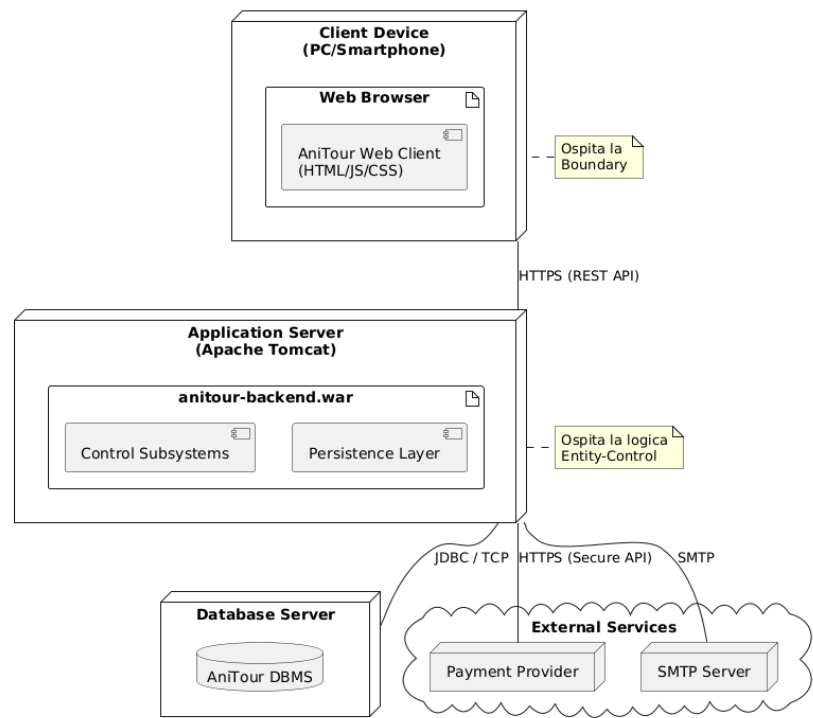 Client Device
(PC/Smartphone)
Web Browser
AniTour Web Client
(HTML/JS/CSS)
Ospita la
Boundary
HTTPS (REST API)
Application Server
(Apache Tomcat)
anitour-backend.war
Control Subsystems
Persistence Layer
Ospita la logica
Entity-Control
JDBC / TCP
HTTPS (Secure API)
SMTP
Database Server
AniTour DBMS
External Services
Payment Provider
SMTP Server